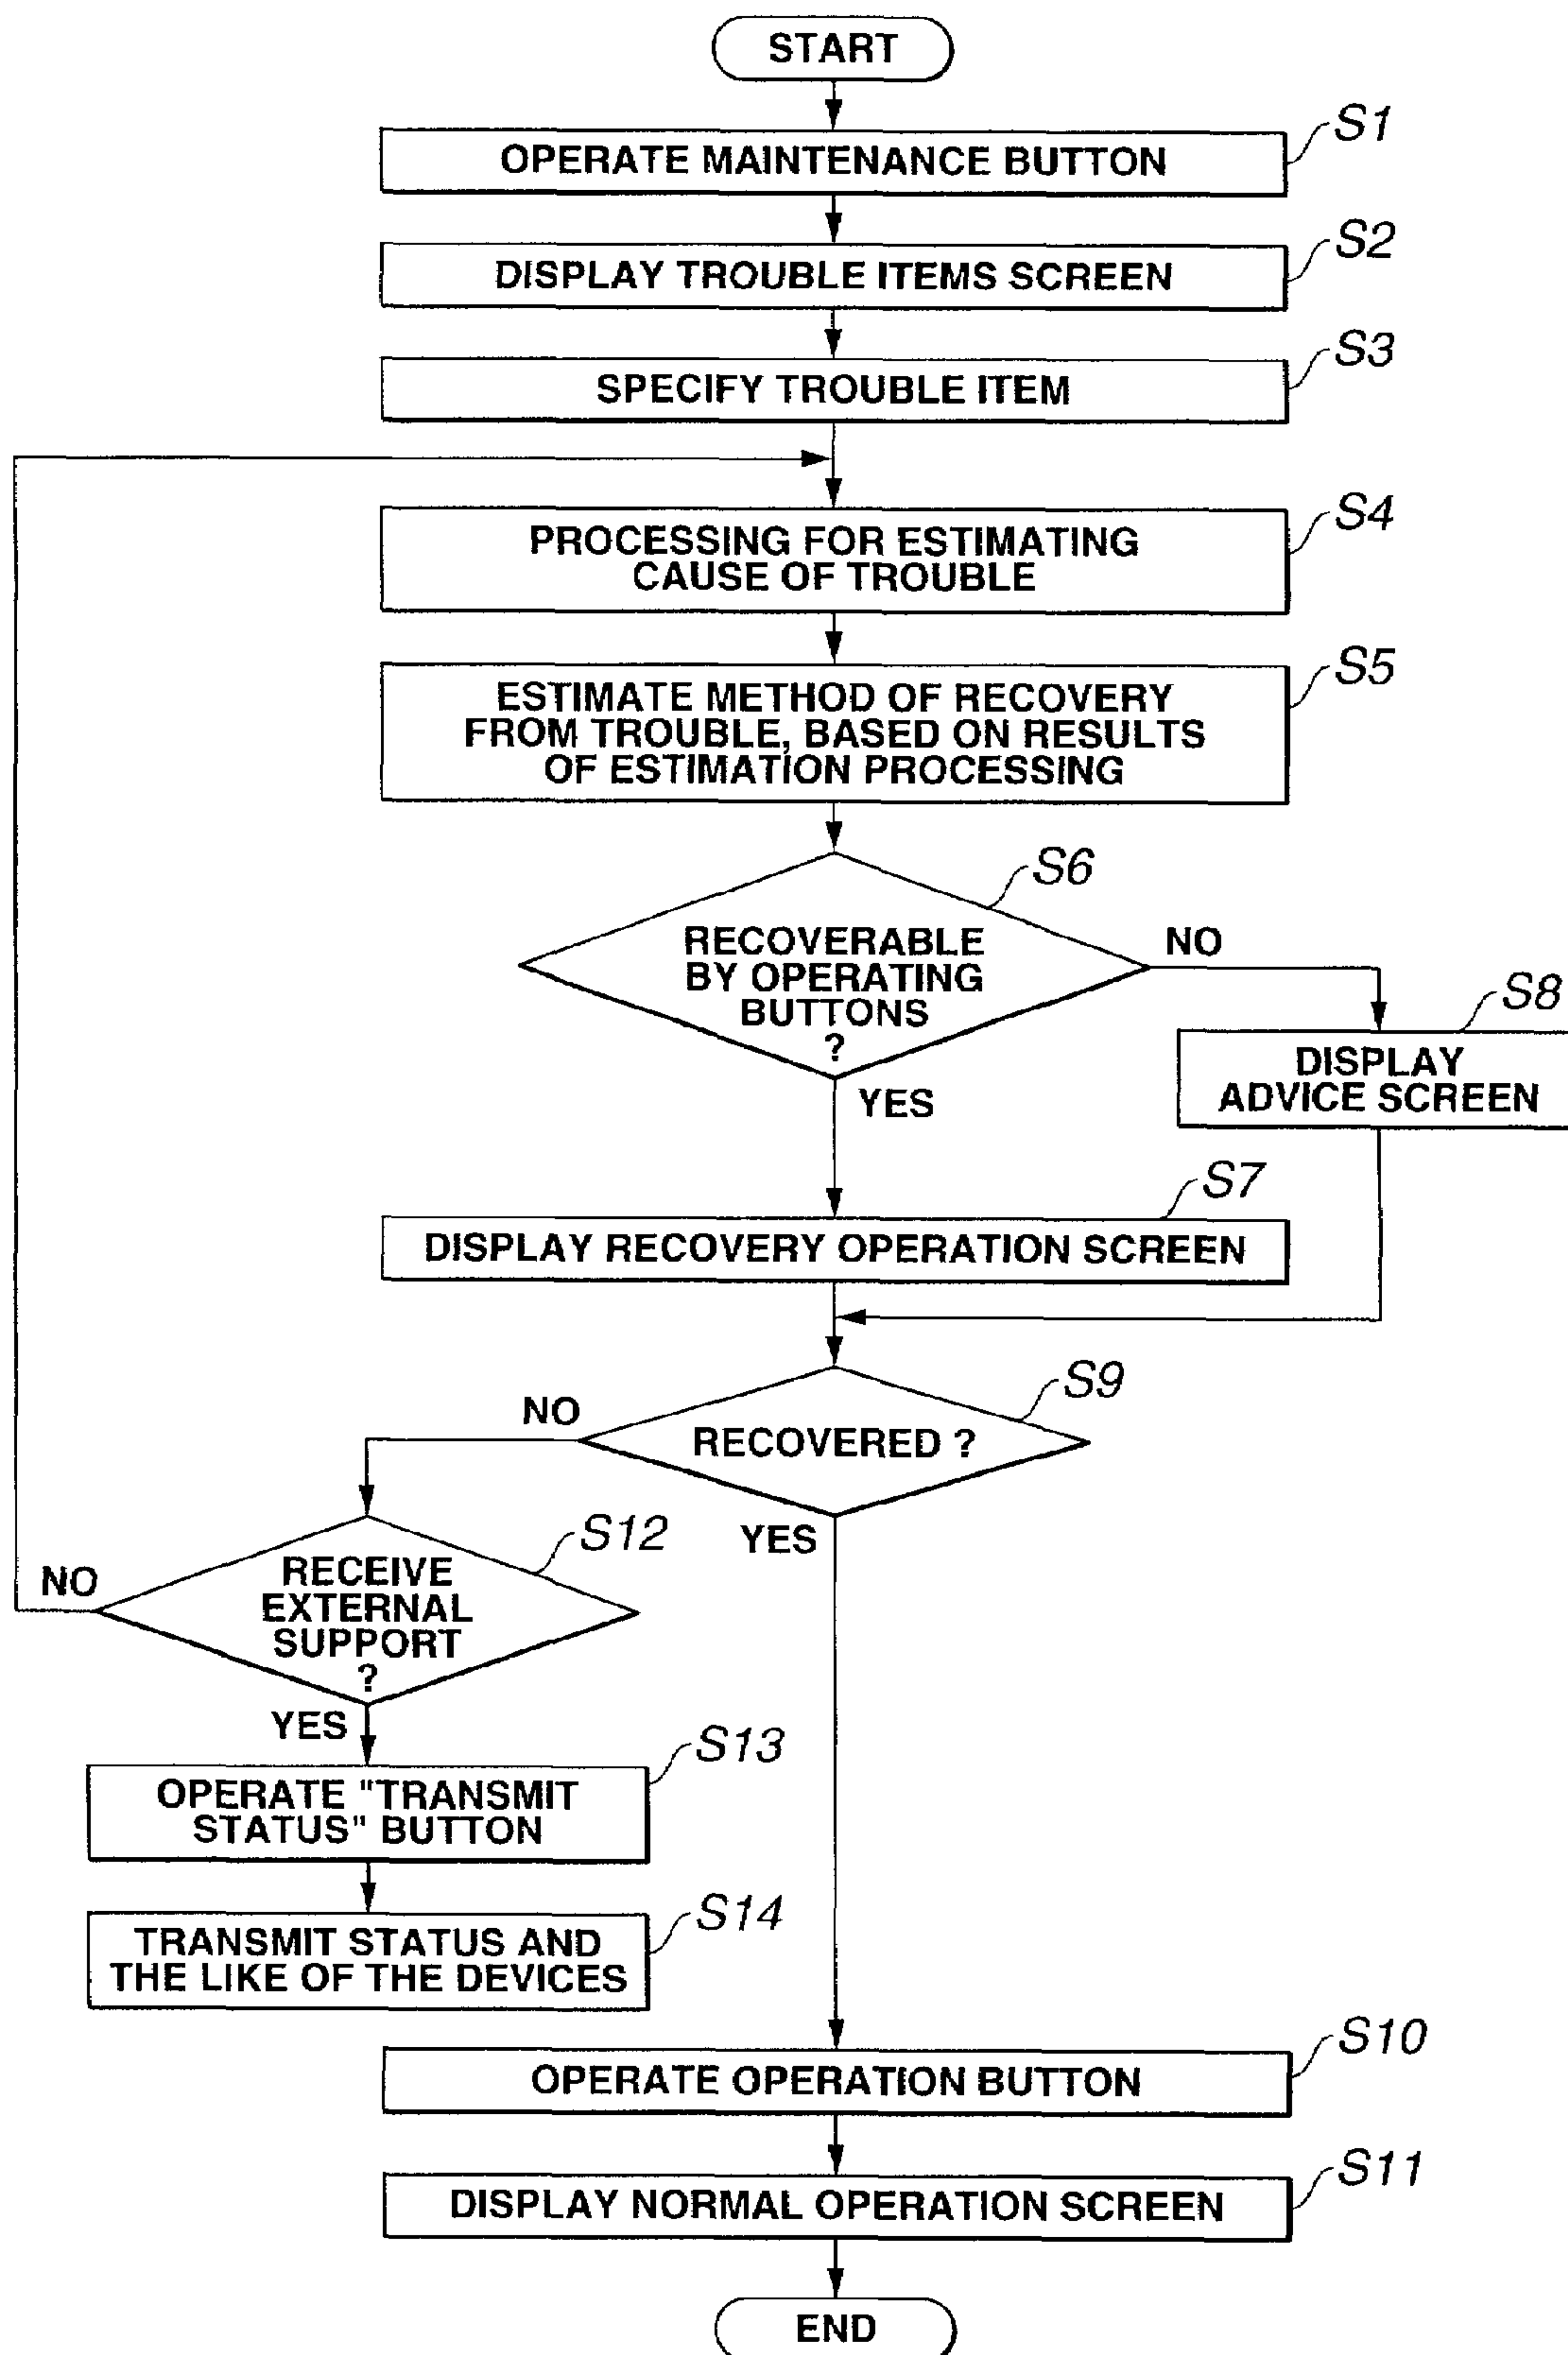 START
S1
OPERATE MAINTENANCE BUTTON
S2
DISPLAY TROUBLE ITEMS SCREEN
S3
SPECIFY TROUBLE ITEM
S4
PROCESSING FOR ESTIMATING
CAUSE OF TROUBLE
S5
ESTIMATE METHOD OF RECOVERY
FROM TROUBLE, BASED ON RESULTS
OF ESTIMATION PROCESSING
S6
RECOVERABLE
BY OPERATING
BUTTONS
?
NO
YES
S8
DISPLAY
ADVICE SCREEN
S7
DISPLAY RECOVERY OPERATION SCREEN
S9
RECOVERED ?
NO
YES
S12
RECEIVE
EXTERNAL
SUPPORT
?
NO
YES
S13
OPERATE "TRANSMIT
STATUS" BUTTON
S14
TRANSMIT STATUS AND
THE LIKE OF THE DEVICES
S10
OPERATE OPERATION BUTTON
S11
DISPLAY NORMAL OPERATION SCREEN
END